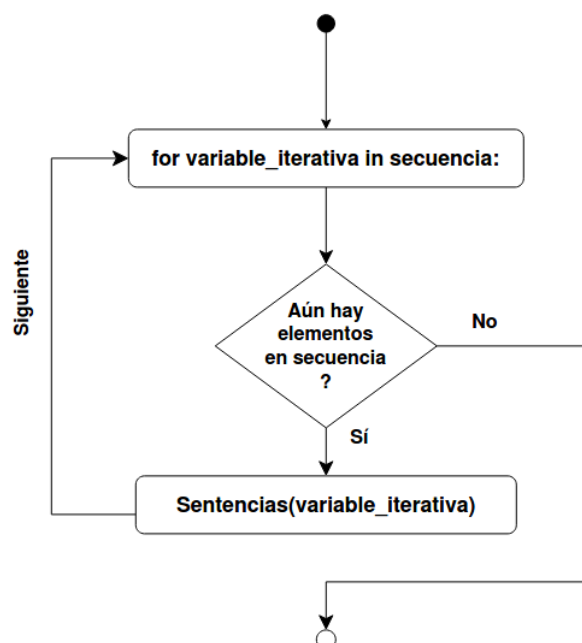 for variable_iterativa in secuencia:
Siguiente
Aún hay
elementos
en secuencia
?
No
Sí
Sentencias(variable_iterativa)